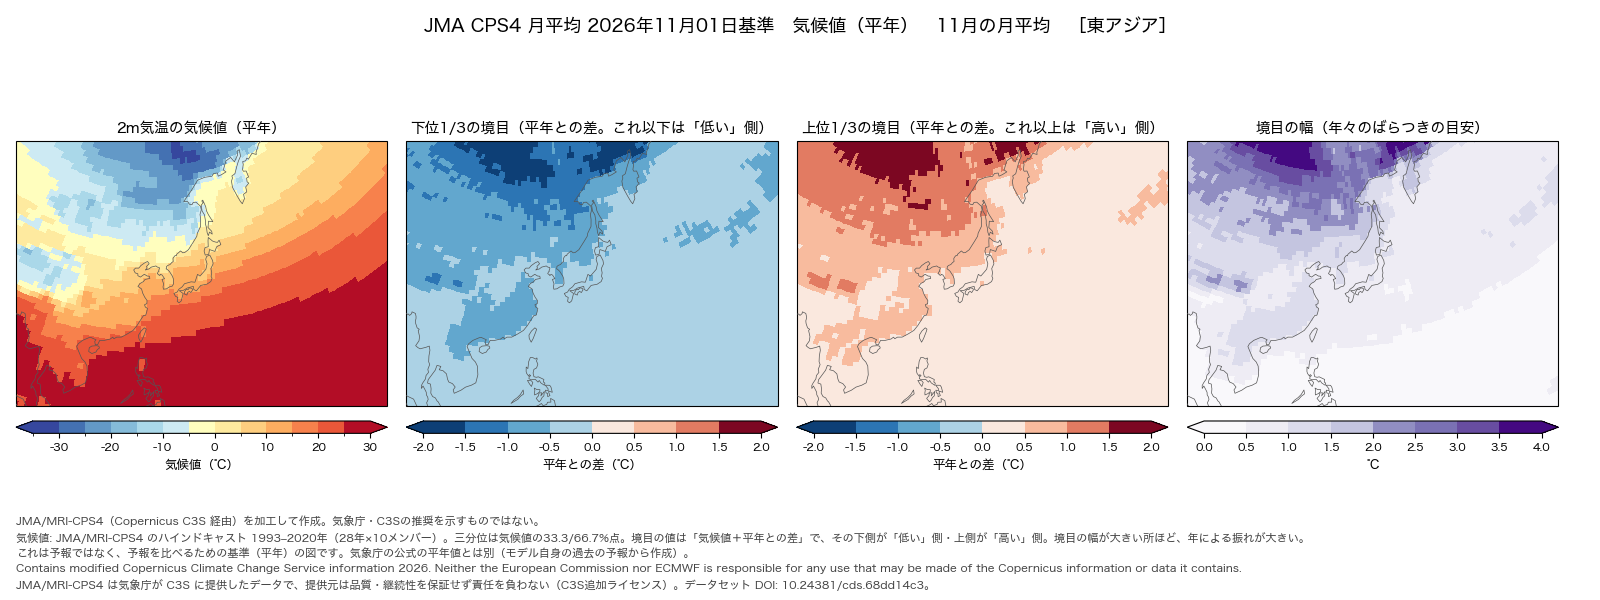 JMA CPS4 月平均 2026年11月01日基準　気候値（平年）　11月の月平均　［東アジア］
2m気温の気候値（平年）
下位1/3の境目（平年との差。これ以下は「低い」側）
上位1/3の境目（平年との差。これ以上は「高い」側）
境目の幅（年々のばらつきの目安）
-30 -20 -10 0 10 20 30
気候値（℃）
-2.0 -1.5 -1.0 -0.5 0.0 0.5 1.0 1.5 2.0
平年との差（℃）
-2.0 -1.5 -1.0 -0.5 0.0 0.5 1.0 1.5 2.0
平年との差（℃）
0.0 0.5 1.0 1.5 2.0 2.5 3.0 3.5 4.0
℃
JMA/MRI-CPS4（Copernicus C3S 経由）を加工して作成。気象庁・C3Sの推奨を示すものではない。
気候値: JMA/MRI-CPS4 のハインドキャスト 1993–2020年（28年×10メンバー）。三分位は気候値の33.3/66.7%点。境目の値は「気候値＋平年との差」で、その下側が「低い」側・上側が「高い」側。境目の幅が大きい所ほど、年による振れが大きい。
これは予報ではなく、予報を比べるための基準（平年）の図です。気象庁の公式の平年値とは別（モデル自身の過去の予報から作成）。
Contains modified Copernicus Climate Change Service information 2026. Neither the European Commission nor ECMWF is responsible for any use that may be made of the Copernicus information or data it contains.
JMA/MRI-CPS4 は気象庁が C3S に提供したデータで、提供元は品質・継続性を保証せず責任を負わない（C3S追加ライセンス）。データセット DOI: 10.24381/cds.68dd14c3。